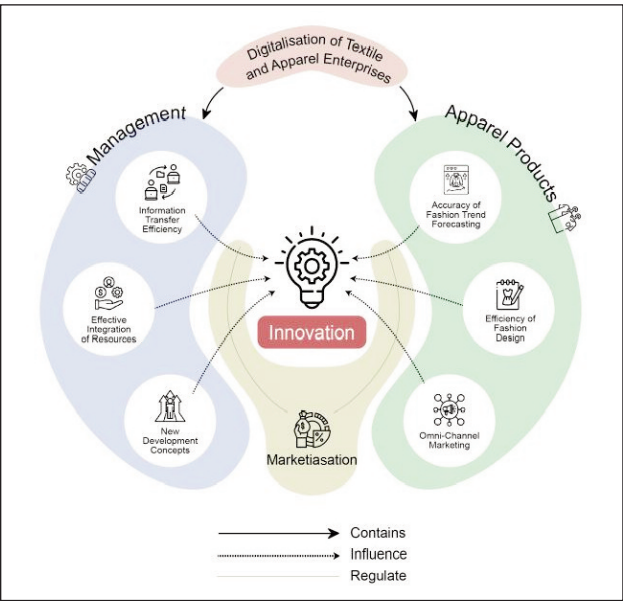 Digitalisation of Textile
and Apparel Enterprises
Management
Information
Transfer
Efficiency
Effective
Integration
of Resources
New
Development
Concepts
Innovation
Marketiasation
Apparel Products
Accuracy of
Fashion Trend
Forecasting
Efficiency of
Fashion
Design
Omni-Channel
Marketing
Contains
Influence
Regulate